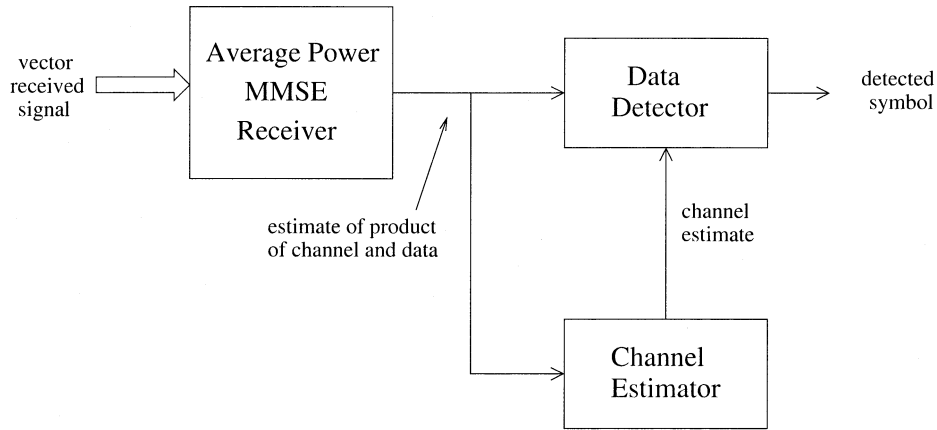 vector
received
signal
Average Power
MMSE
Receiver
estimate of product
of channel and data
Data
Detector
detected
symbol
channel
estimate
Channel
Estimator